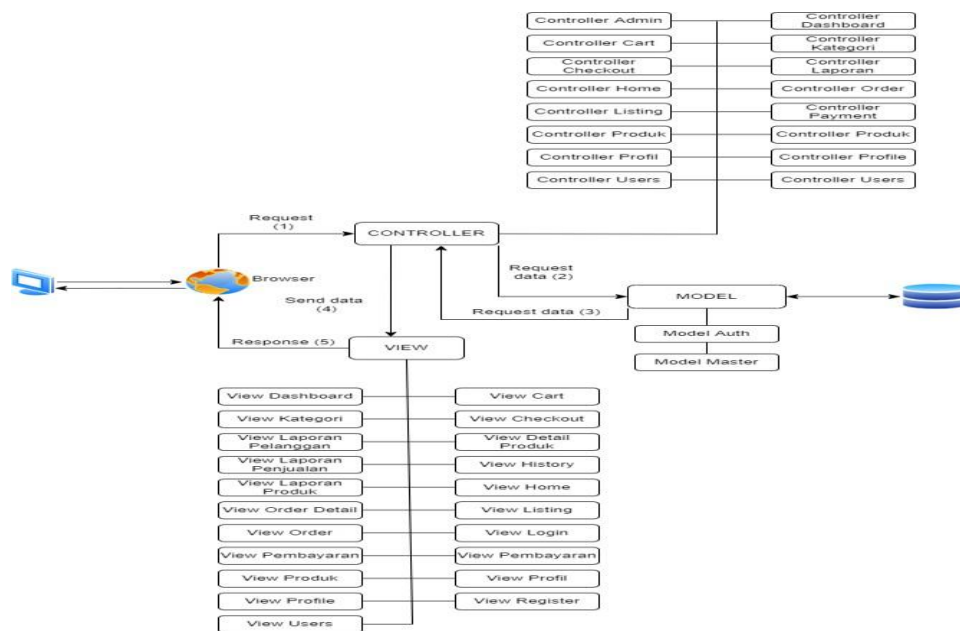 Controller Admin
Controller
Dashboard
Controller Cart
Controller
Kategori
Controller
Checkout
Controller
Laporan
Controller Home
Controller Order
Controller Listing
Controller
Payment
Controller Produk
Controller Produk
Controller Profil
Controller Profile
Controller Users
Controller Users
Request
(1)
CONTROLLER
Browser
Request
data (2)
Send data
(4)
MODEL
Request data (3)
Model Auth
Response (5)
VIEW
Model Master
View Dashboard
View Cart
View Kategori
View Checkout
View Laporan
Pelanggan
View Detail
Produk
View Laporan
Penjualan
View History
View Laporan
Produk
View Home
View Order Detail
View Listing
View Order
View Login
View Pembayaran
View Pembayaran
View Produk
View Profil
View Profile
View Register
View Users